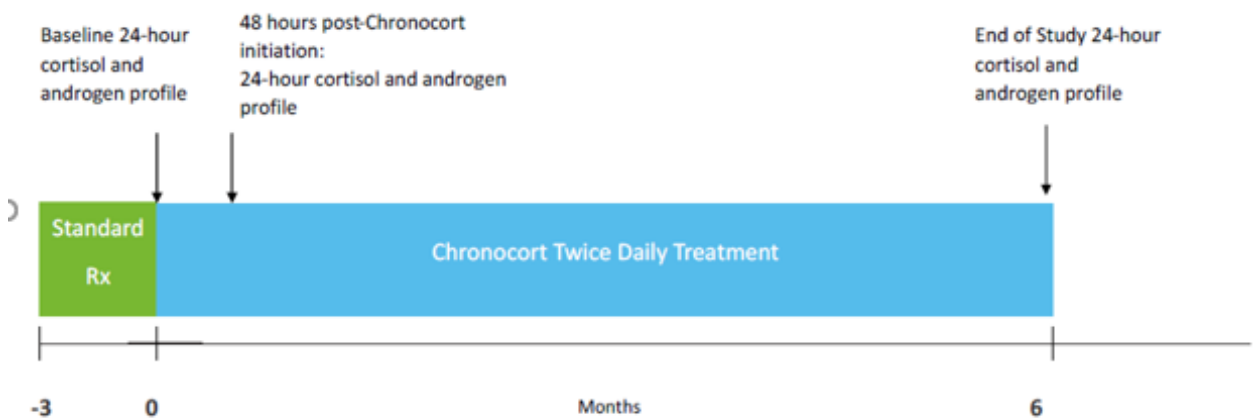 Baseline 24-hour
cortisol and
androgen profile
48 hours post-Chronocort
initiation:
24-hour cortisol and androgen
profile
End of Study 24-hour
cortisol and
androgen profile
Standard
Rx
Chronocort Twice Daily Treatment
-3
0
Months
6